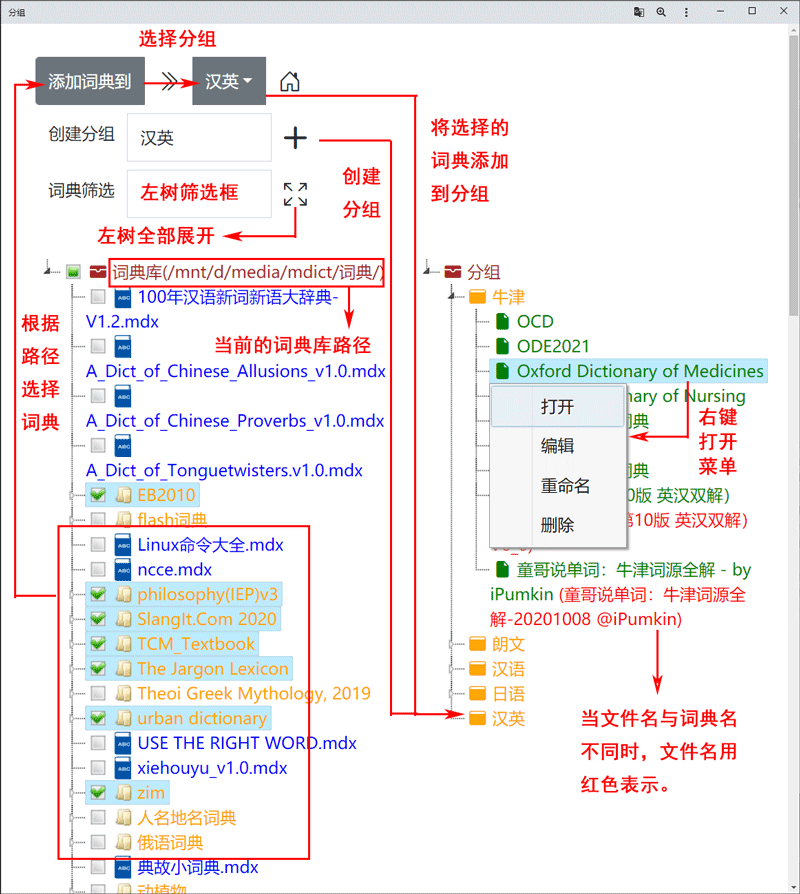 分组
选择分组
添加词典到
汉英
创建分组
汉英
词典筛选
左树筛选框
创建
分组
将选择的
词典添加
到分组
左树全部展开
词典库(/mnt/d/media/mdict/词典/)
100年汉语新词新语大辞典-
V1.2.mdx
A_Dict_of_Chinese_Allusions_v1.0.mdx
A_Dict_of_Chinese_Proverbs_v1.0.mdx
A_Dict_of_Tonguetwisters.v1.0.mdx
EB2010
flash词典
Linux命令大全.mdx
ncce.mdx
philosophy(IEP)v3
SlangIt.Com 2020
TCM_Textbook
The Jargon Lexicon
Theoi Greek Mythology, 2019
urban dictionary
USE THE RIGHT WORD.mdx
xiehouyu_v1.0.mdx
zim
人名地名词典
俄语词典
典故小词典.mdx
动植物
根据
路径
选择
词典
当前的词典库路径
分组
牛津
OCD
ODE2021
Oxford Dictionary of Medicines
nary of Nursing
词典
词典
0版 英汉双解)
第10版 英汉双解)
打开
编辑
重命名
删除
右键
打开
菜单
童哥说单词：牛津词源全解 - by
iPumkin (童哥说单词：牛津词源全
解-20201008 @iPumkin)
朗文
汉语
日语
汉英
当文件名与词典名
不同时，文件名用
红色表示。